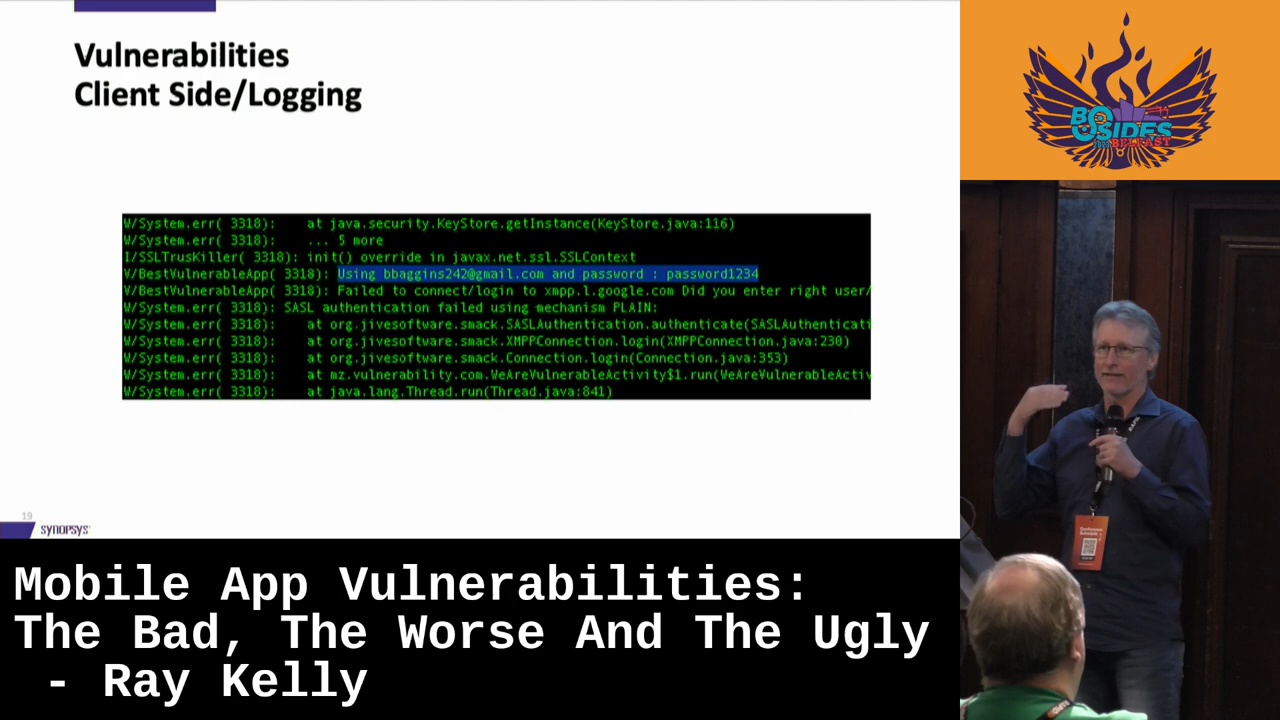 Vulnerabilities
Client Side/Logging
W/System.err( 3318):    at java.security.KeyStore.getInstance(KeyStore.java:116)
W/System.err( 3318):    ... 5 more
I/SSLTrusKiller( 3318): init() override in javax.net.ssl.SSLContext
V/BestVulnerableApp( 3318): Using bbaggins242@gmail.com and password : password1234
V/BestVulnerableApp( 3318): Failed to connect/login to xmpp.l.google.com Did you enter right user/
W/System.err( 3318): SASL authentication failed using mechanism PLAIN:
W/System.err( 3318):    at org.jivesoftware.smack.SASLAuthentication.authenticate(SASLAuthenticati
W/System.err( 3318):    at org.jivesoftware.smack.XMPPConnection.login(XMPPConnection.java:230)
W/System.err( 3318):    at org.jivesoftware.smack.Connection.login(Connection.java:353)
W/System.err( 3318):    at mz.vulnerability.com.WeAreVulnerableActivity$1.run(WeAreVulnerableActiv
W/System.err( 3318):    at java.lang.Thread.run(Thread.java:841)
19
SYNOPSYS
BSIDES
BELFAST
Conference
Schedule
Mobile App Vulnerabilities:
The Bad, The Worse And The Ugly
- Ray Kelly